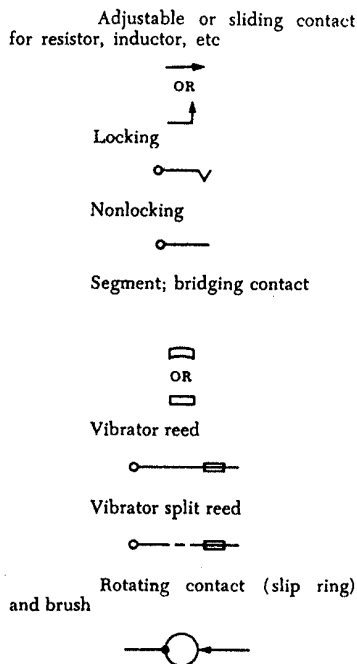 Adjustable or sliding contact
for resistor, inductor, etc
OR
Locking
Nonlocking
Segment; bridging contact
OR
Vibrator reed
Vibrator split reed
Rotating contact (slip ring)
and brush